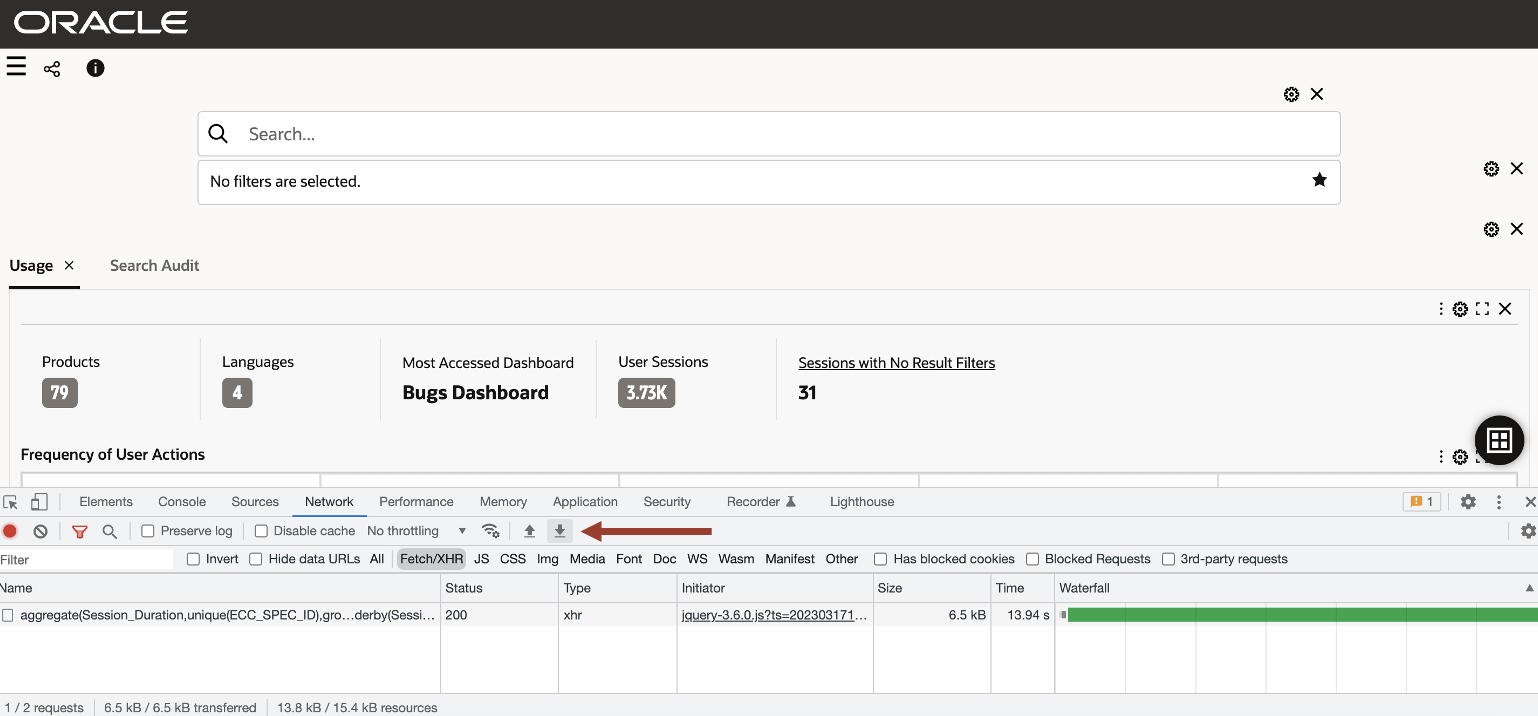 ORACLE
Search...
No filters are selected.
Usage Search Audit
Products Languages Most Accessed Dashboard User Sessions Sessions with No Result Filters
79 4 Bugs Dashboard 3.73K 31
Frequency of User Actions
Elements Console Sources Network Performance Memory Application Security Recorder Lighthouse 1
Preserve log Disable cache No throttling
Filter Invert Hide data URLs All Fetch/XHR JS CSS Img Media Font Doc WS Wasm Manifest Other Has blocked cookies Blocked Requests 3rd-party requests
Name Status Type Initiator Size Time Waterfall
aggregate(Session_Duration,unique(ECC_SPEC_ID),gro…derby(Sessi… 200 xhr jquery-3.6.0.js?ts=202303171… 6.5 kB 13.94 s
1 / 2 requests 6.5 kB / 6.5 kB transferred 13.8 kB / 15.4 kB resources